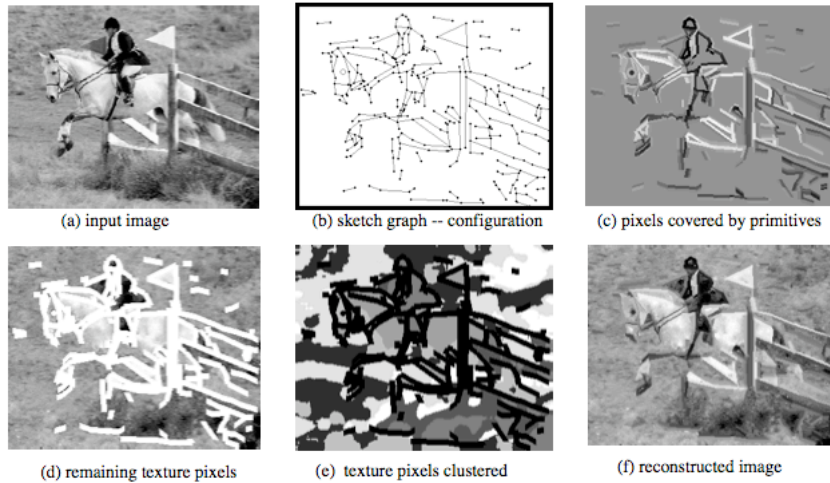 (a) input image
(b) sketch graph -- configuration
(c) pixels covered by primitives
(d) remaining texture pixels
(e) texture pixels clustered
(f) reconstructed image